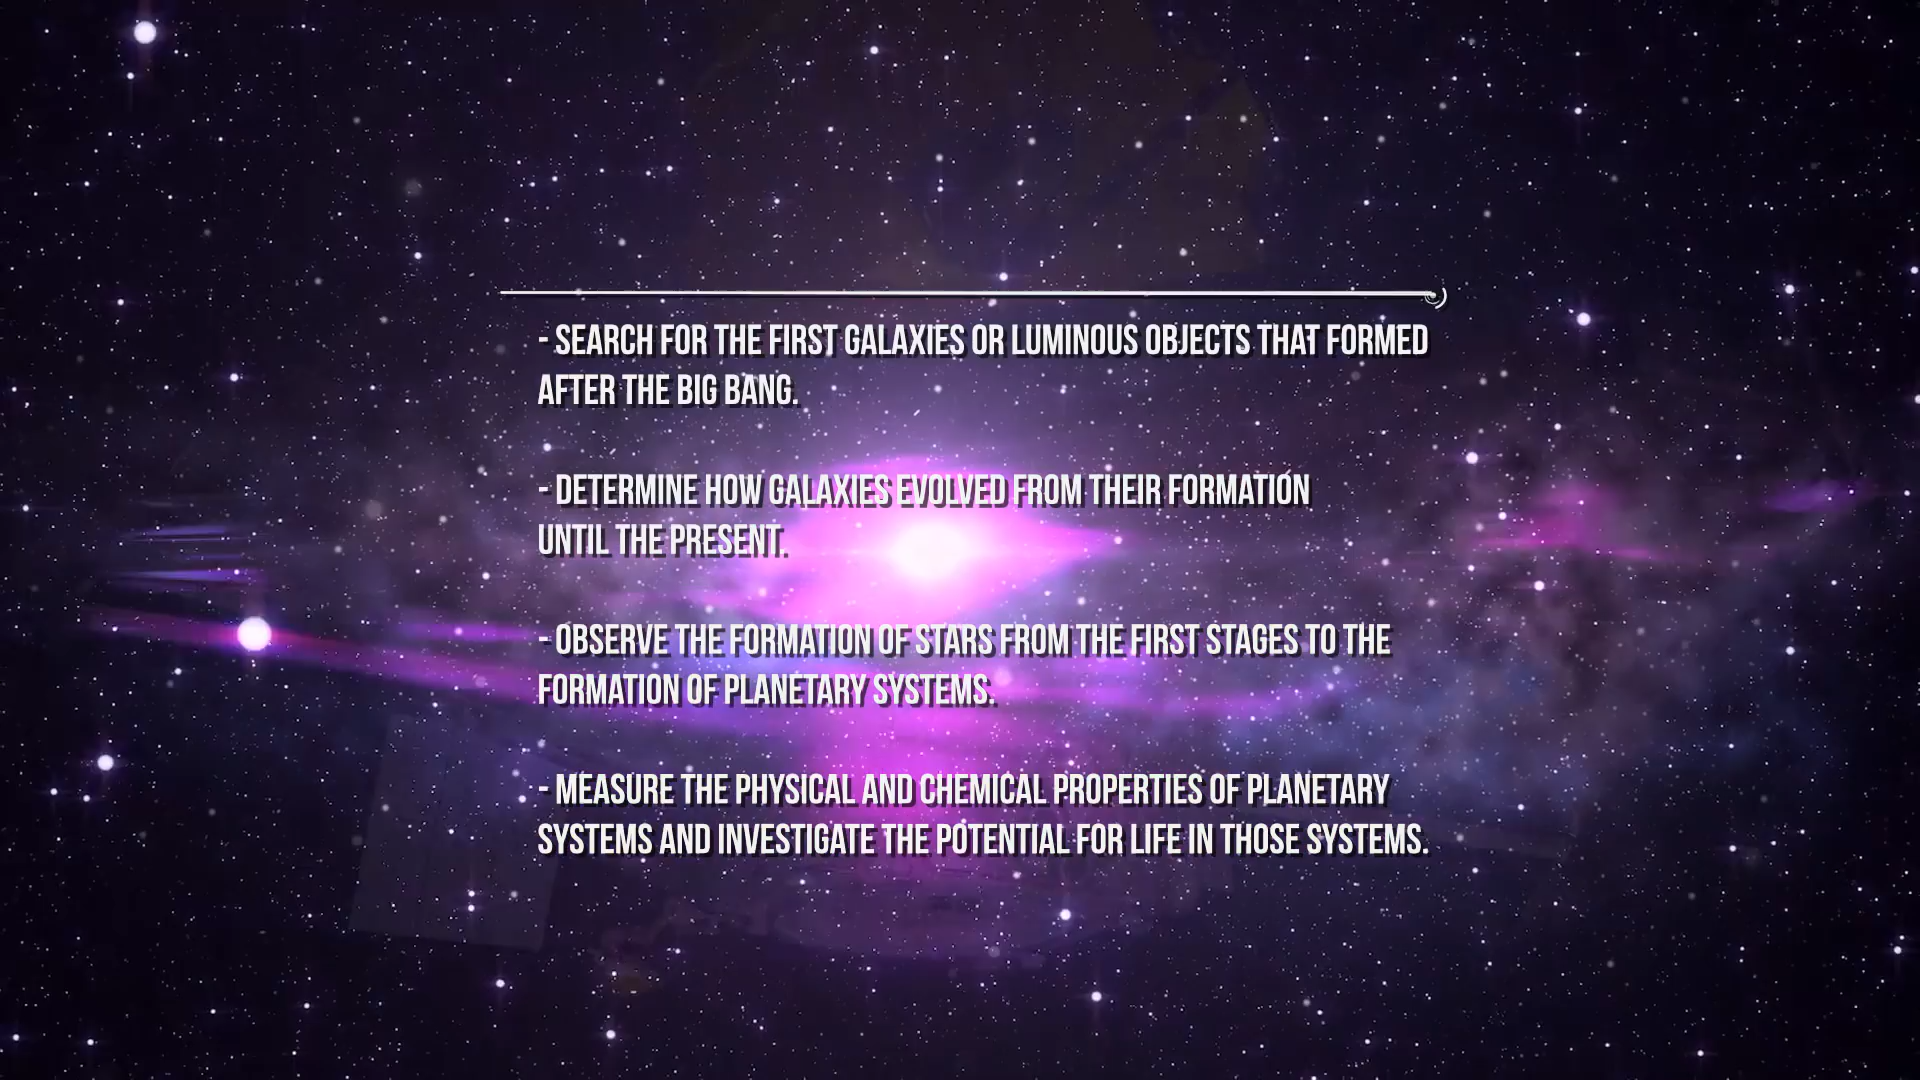 - SEARCH FOR THE FIRST GALAXIES OR LUMINOUS OBJECTS THAT FORMED
AFTER THE BIG BANG.
- DETERMINE HOW GALAXIES EVOLVED FROM THEIR FORMATION
UNTIL THE PRESENT.
- OBSERVE THE FORMATION OF STARS FROM THE FIRST STAGES TO THE
FORMATION OF PLANETARY SYSTEMS.
- MEASURE THE PHYSICAL AND CHEMICAL PROPERTIES OF PLANETARY
SYSTEMS AND INVESTIGATE THE POTENTIAL FOR LIFE IN THOSE SYSTEMS.